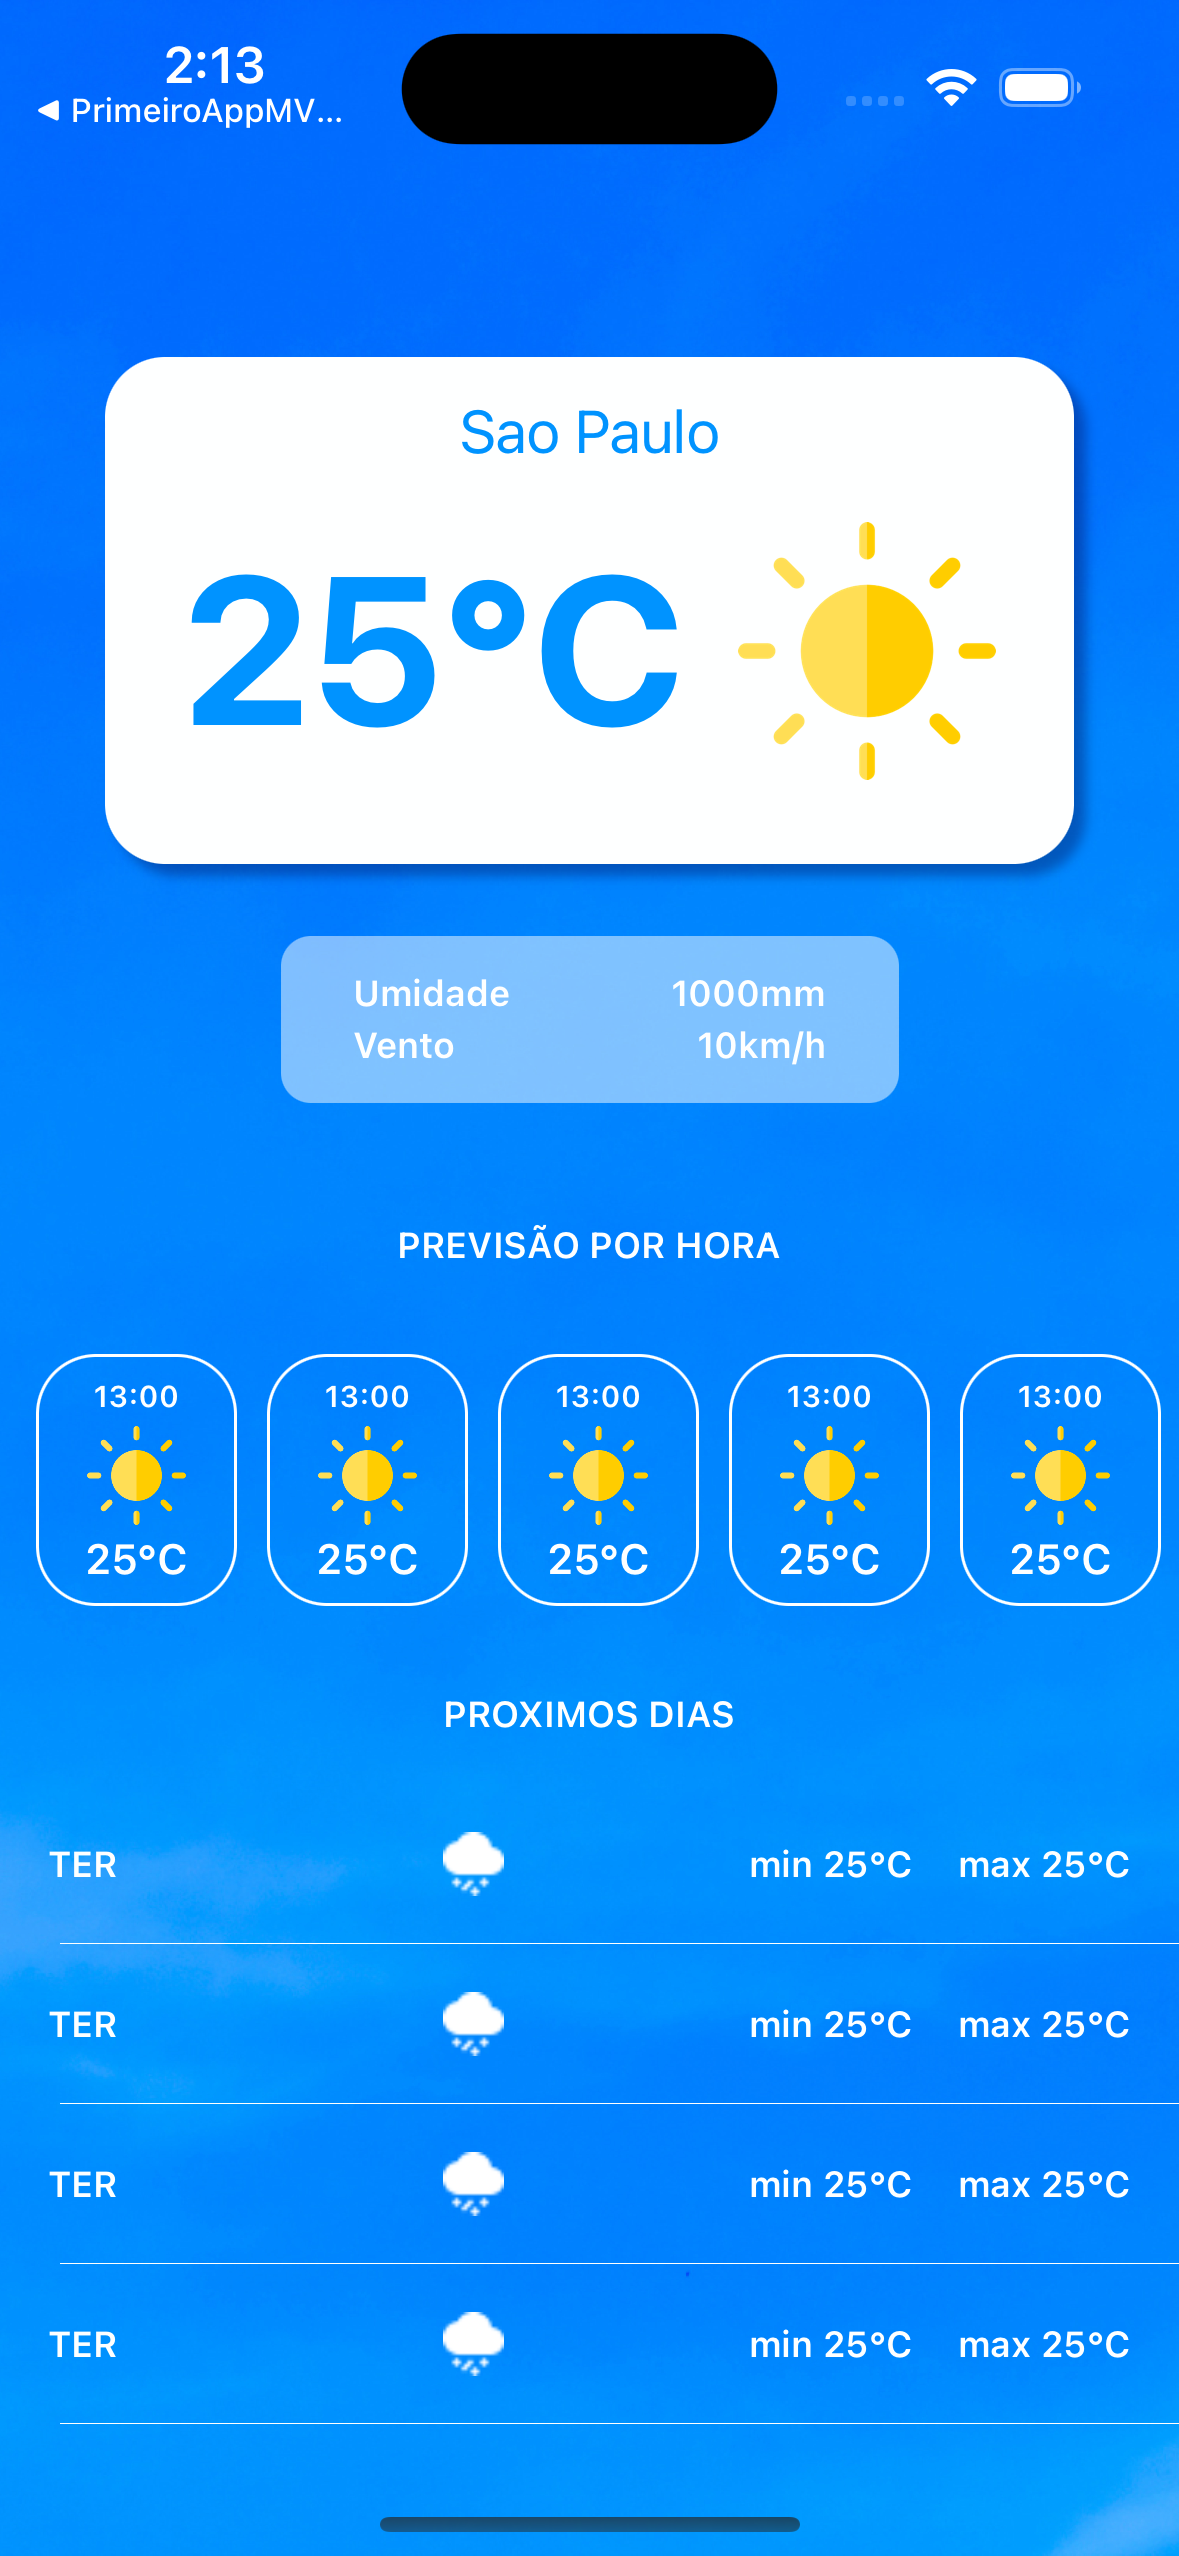 2:13
◀ PrimeiroAppMV...
Sao Paulo
25°C
Umidade 1000mm
Vento 10km/h
PREVISÃO POR HORA
13:00 13:00 13:00 13:00 13:00
25°C 25°C 25°C 25°C 25°C
PROXIMOS DIAS
TER min 25°C max 25°C
TER min 25°C max 25°C
TER min 25°C max 25°C
TER min 25°C max 25°C